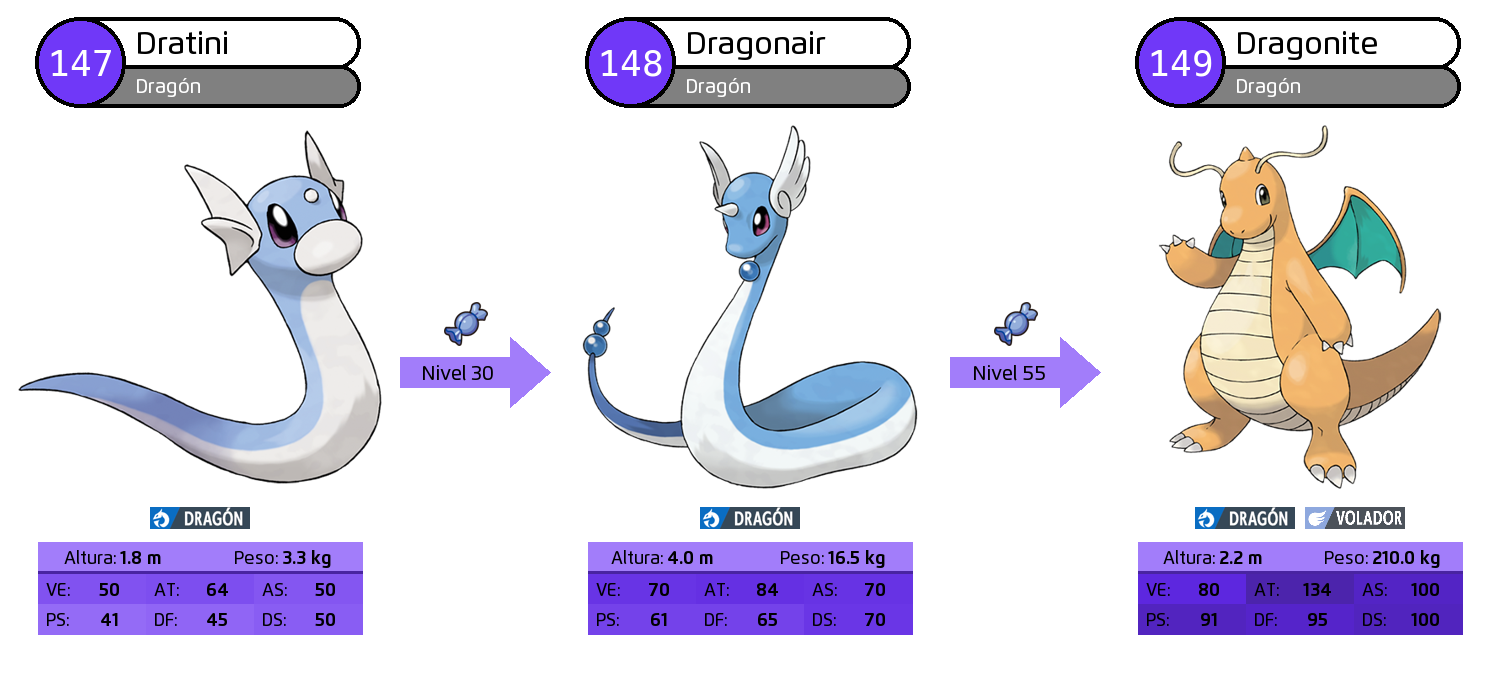 147
Dratini
Dragón
148
Dragonair
Dragón
149
Dragonite
Dragón
Nivel 30
Nivel 55
DRAGÓN
DRAGÓN
DRAGÓN VOLADOR
Altura: 1.8 m Peso: 3.3 kg
VE: 50 AT: 64 AS: 50
PS: 41 DF: 45 DS: 50
Altura: 4.0 m Peso: 16.5 kg
VE: 70 AT: 84 AS: 70
PS: 61 DF: 65 DS: 70
Altura: 2.2 m Peso: 210.0 kg
VE: 80 AT: 134 AS: 100
PS: 91 DF: 95 DS: 100